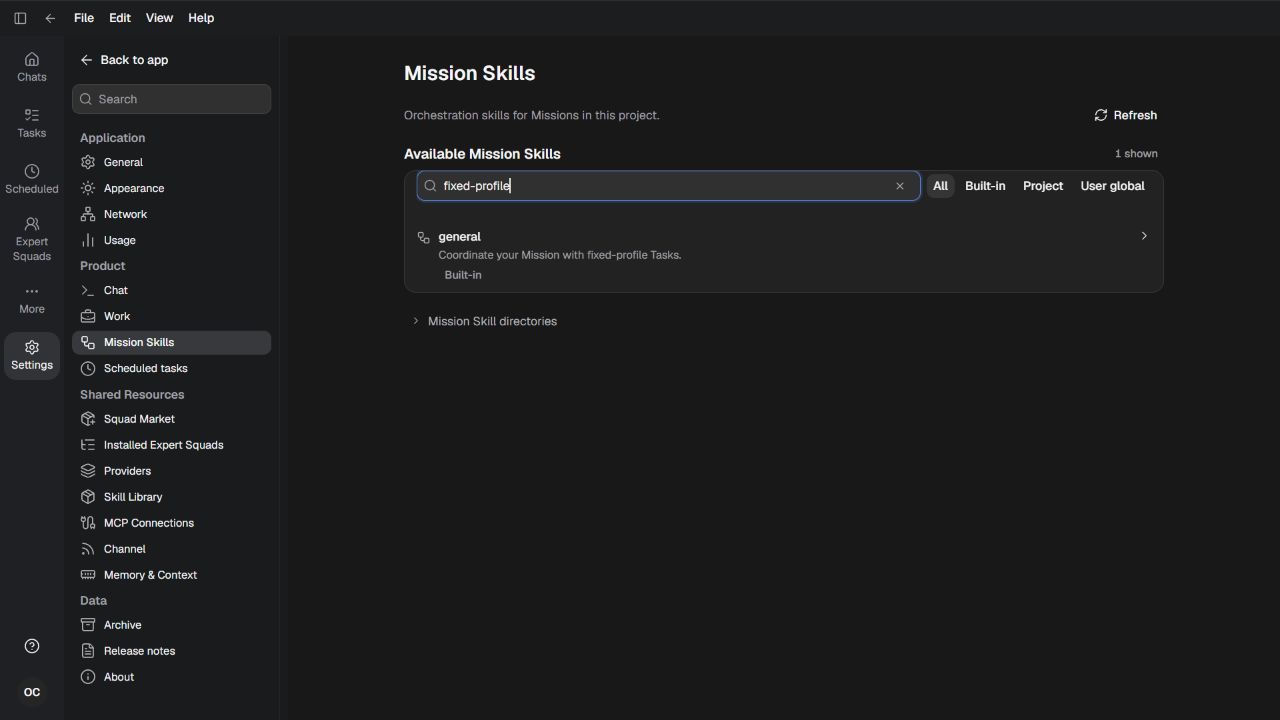 File Edit View Help
Chats
Tasks
Scheduled
Expert
Squads
More
Settings
OC
Back to app
Search
Application
General
Appearance
Network
Usage
Product
Chat
Work
Mission Skills
Scheduled tasks
Shared Resources
Squad Market
Installed Expert Squads
Providers
Skill Library
MCP Connections
Channel
Memory & Context
Data
Archive
Release notes
About
Mission Skills
Orchestration skills for Missions in this project.
Refresh
Available Mission Skills
1 shown
fixed-profile
All Built-in Project User global
general
Coordinate your Mission with fixed-profile Tasks.
Built-in
Mission Skill directories